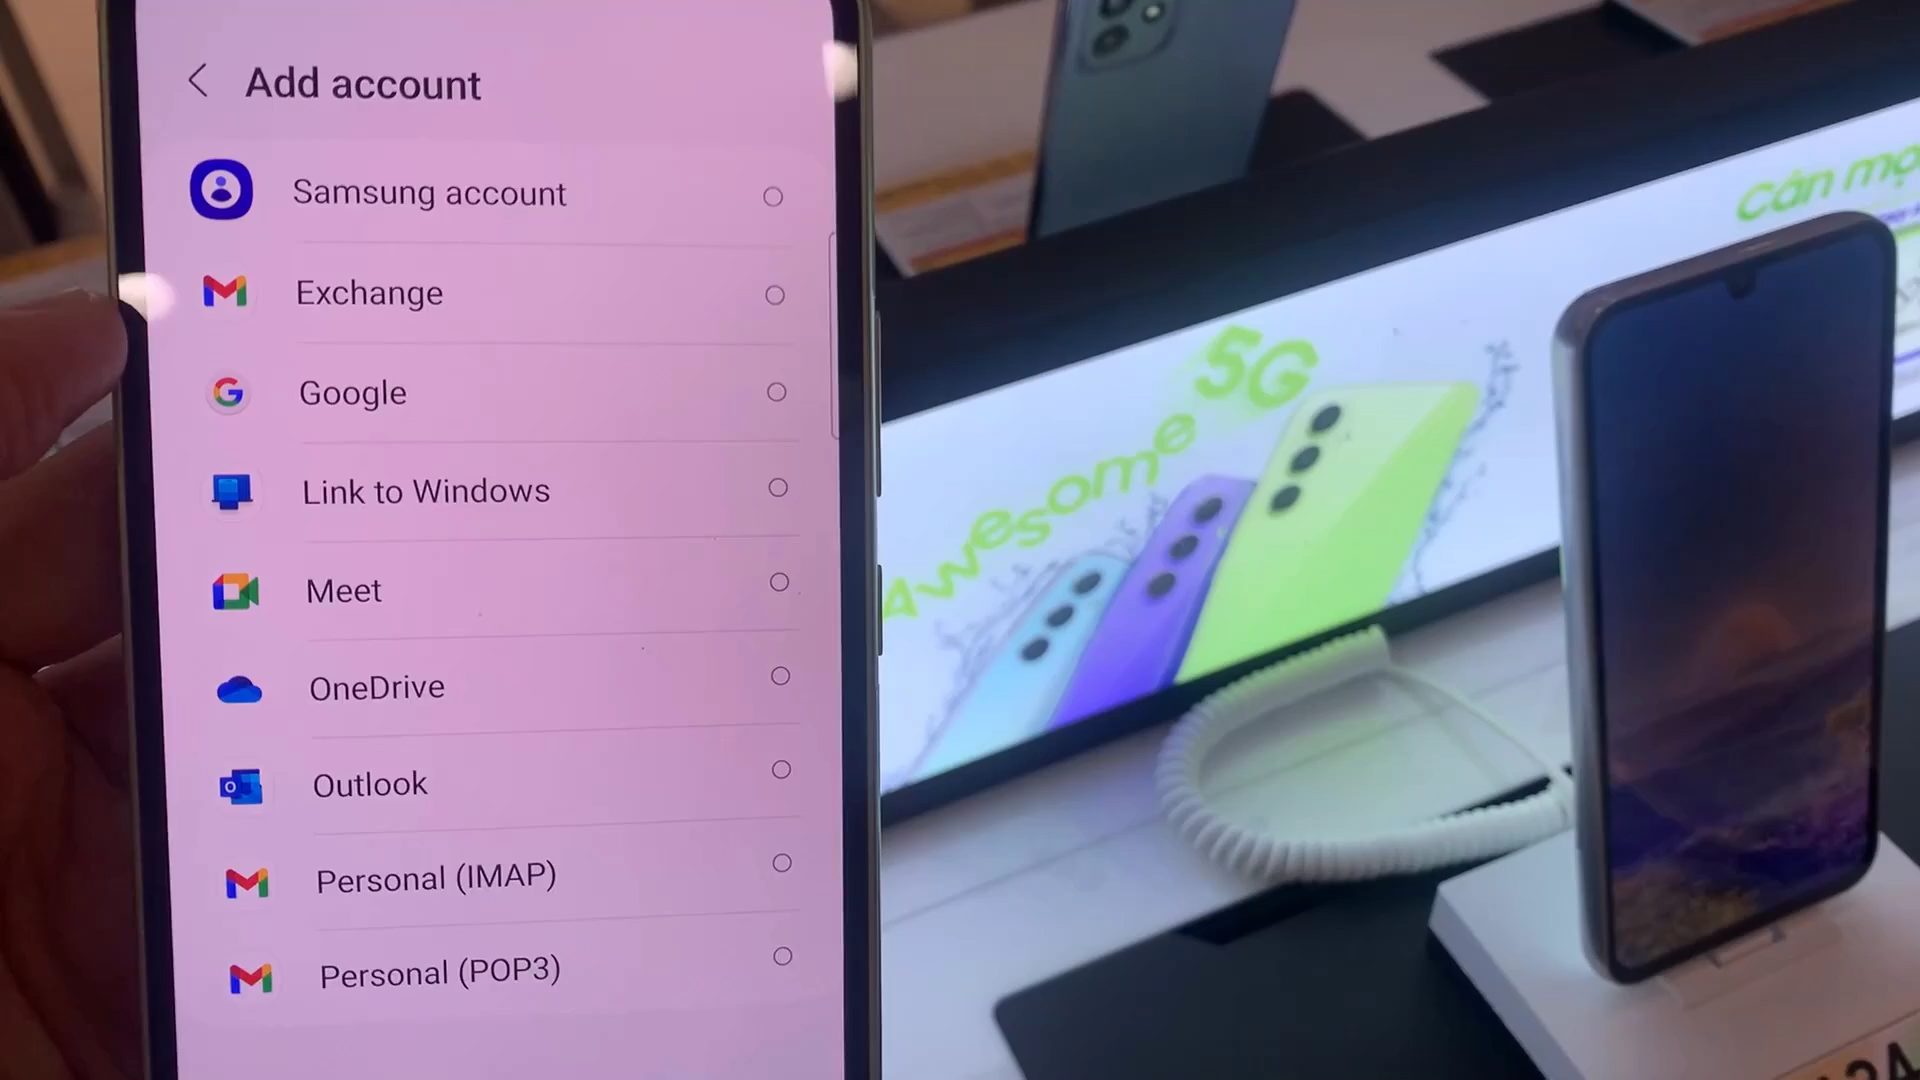 Add account
Samsung account
Exchange
Google
Link to Windows
Meet
OneDrive
Outlook
Personal (IMAP)
Personal (POP3)
Awesome 5G